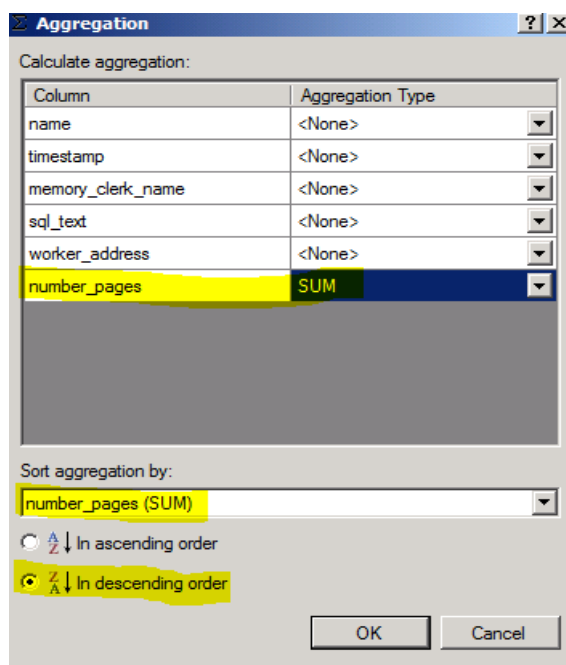 Aggregation
Calculate aggregation:
Column Aggregation Type
name <None>
timestamp <None>
memory_clerk_name <None>
sql_text <None>
worker_address <None>
number_pages SUM
Sort aggregation by:
number_pages (SUM)
In ascending order
In descending order
OK Cancel